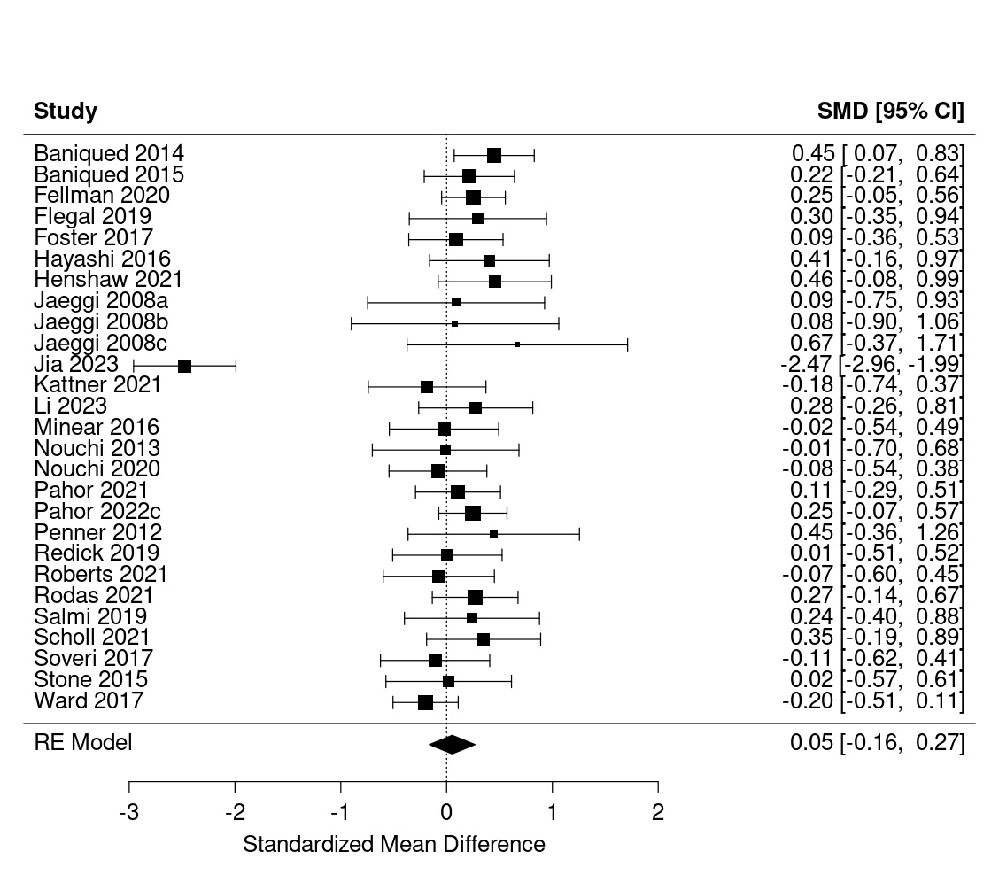 Study SMD [95% CI]
Baniqued 2014 0.45 [ 0.07, 0.83]
Baniqued 2015 0.22 [-0.21, 0.64]
Fellman 2020 0.25 [-0.05, 0.56]
Flegal 2019 0.30 [-0.35, 0.94]
Foster 2017 0.09 [-0.36, 0.53]
Hayashi 2016 0.41 [-0.16, 0.97]
Henshaw 2021 0.46 [-0.08, 0.99]
Jaeggi 2008a 0.09 [-0.75, 0.93]
Jaeggi 2008b 0.08 [-0.90, 1.06]
Jaeggi 2008c 0.67 [-0.37, 1.71]
Jia 2023 -2.47 [-2.96, -1.99]
Kattner 2021 -0.18 [-0.74, 0.37]
Li 2023 0.28 [-0.26, 0.81]
Minear 2016 -0.02 [-0.54, 0.49]
Nouchi 2013 -0.01 [-0.70, 0.68]
Nouchi 2020 -0.08 [-0.54, 0.38]
Pahor 2021 0.11 [-0.29, 0.51]
Pahor 2022c 0.25 [-0.07, 0.57]
Penner 2012 0.45 [-0.36, 1.26]
Redick 2019 0.01 [-0.51, 0.52]
Roberts 2021 -0.07 [-0.60, 0.45]
Rodas 2021 0.27 [-0.14, 0.67]
Salmi 2019 0.24 [-0.40, 0.88]
Scholl 2021 0.35 [-0.19, 0.89]
Soveri 2017 -0.11 [-0.62, 0.41]
Stone 2015 0.02 [-0.57, 0.61]
Ward 2017 -0.20 [-0.51, 0.11]
RE Model 0.05 [-0.16, 0.27]
-3 -2 -1 0 1 2
Standardized Mean Difference